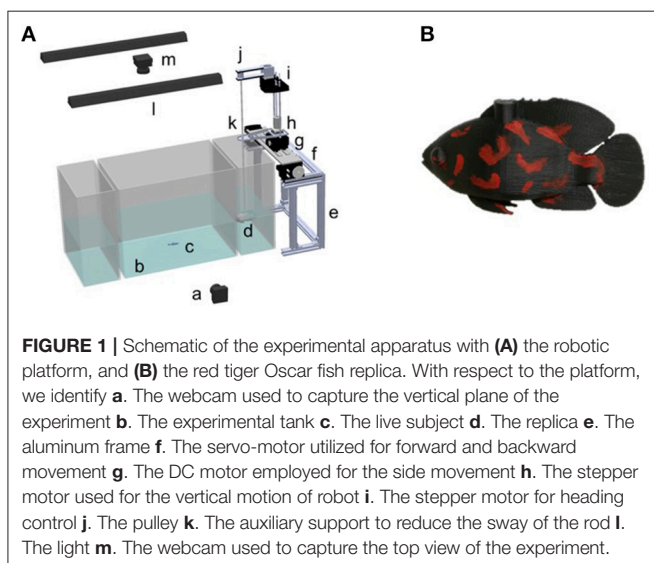 A
B
m
j
i
l
k
h
g
f
d
e
c
b
a
FIGURE 1 | Schematic of the experimental apparatus with (A) the robotic
platform, and (B) the red tiger Oscar fish replica. With respect to the platform,
we identify a. The webcam used to capture the vertical plane of the
experiment b. The experimental tank c. The live subject d. The replica e. The
aluminum frame f. The servo-motor utilized for forward and backward
movement g. The DC motor employed for the side movement h. The stepper
motor used for the vertical motion of robot i. The stepper motor for heading
control j. The pulley k. The auxiliary support to reduce the sway of the rod l.
The light m. The webcam used to capture the top view of the experiment.